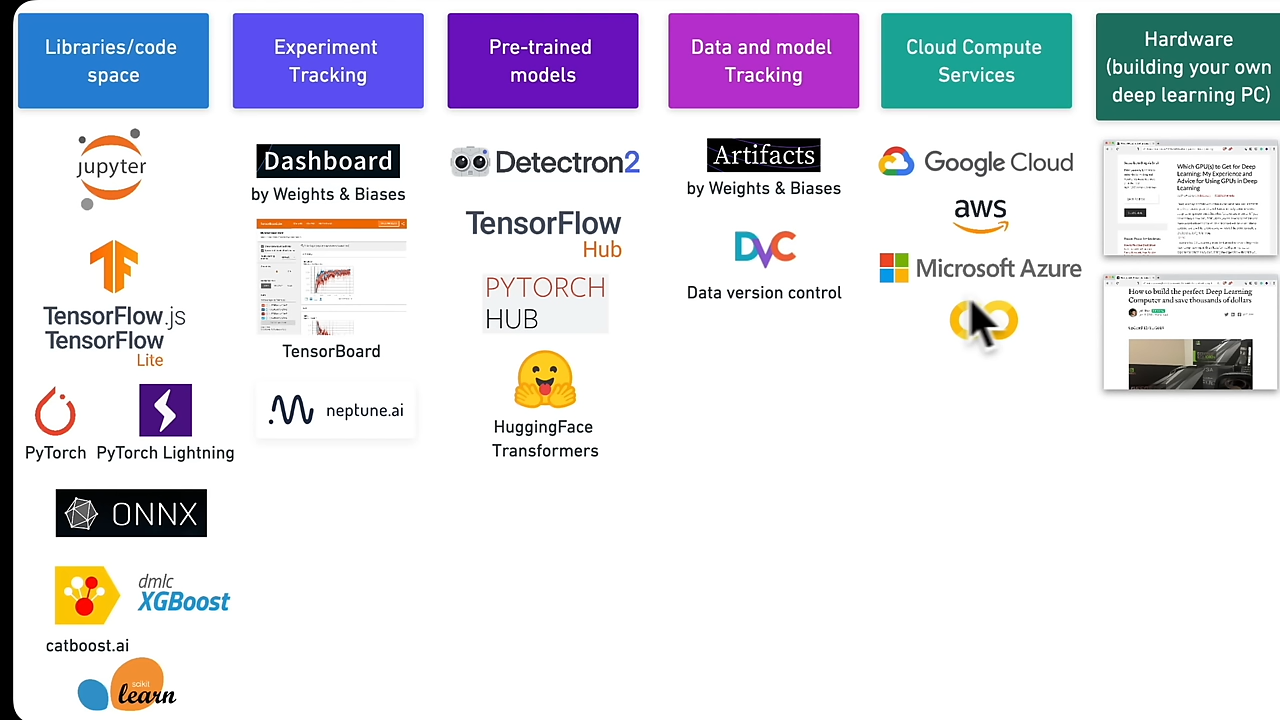 Libraries/code
space
Experiment
Tracking
Pre-trained
models
Data and model
Tracking
Cloud Compute
Services
Hardware
(building your own
deep learning PC)
jupyter
TensorFlow.js
TensorFlow
Lite
PyTorch
PyTorch Lightning
ONNX
dmlc
XGBoost
catboost.ai
scikit
learn
Dashboard
by Weights & Biases
TensorBoard
neptune.ai
Detectron2
TensorFlow
Hub
PYTORCH
HUB
HuggingFace
Transformers
Artifacts
by Weights & Biases
DVC
Data version control
Google Cloud
aws
Microsoft Azure
Which GPU(s) to Get for Deep
Learning: My Experience and
Advice for Using GPUs in Deep
Learning
How to build the perfect Deep Learning
Computer and save thousands of dollars